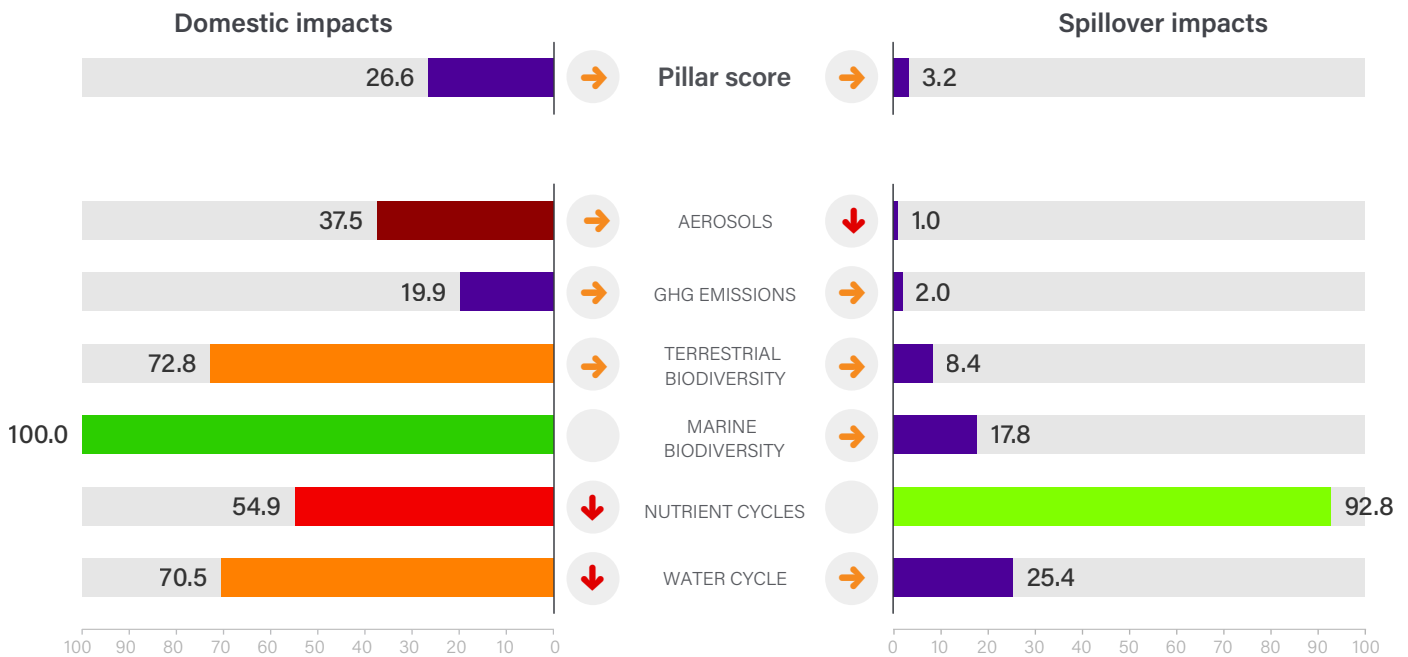 Domestic impacts
Spillover impacts
26.6
Pillar score
3.2
37.5
AEROSOLS
1.0
19.9
GHG EMISSIONS
2.0
72.8
TERRESTRIAL
BIODIVERSITY
8.4
100.0
MARINE
BIODIVERSITY
17.8
54.9
NUTRIENT CYCLES
92.8
70.5
WATER CYCLE
25.4
100 90 80 70 60 50 40 30 20 10 0
0 10 20 30 40 50 60 70 80 90 100